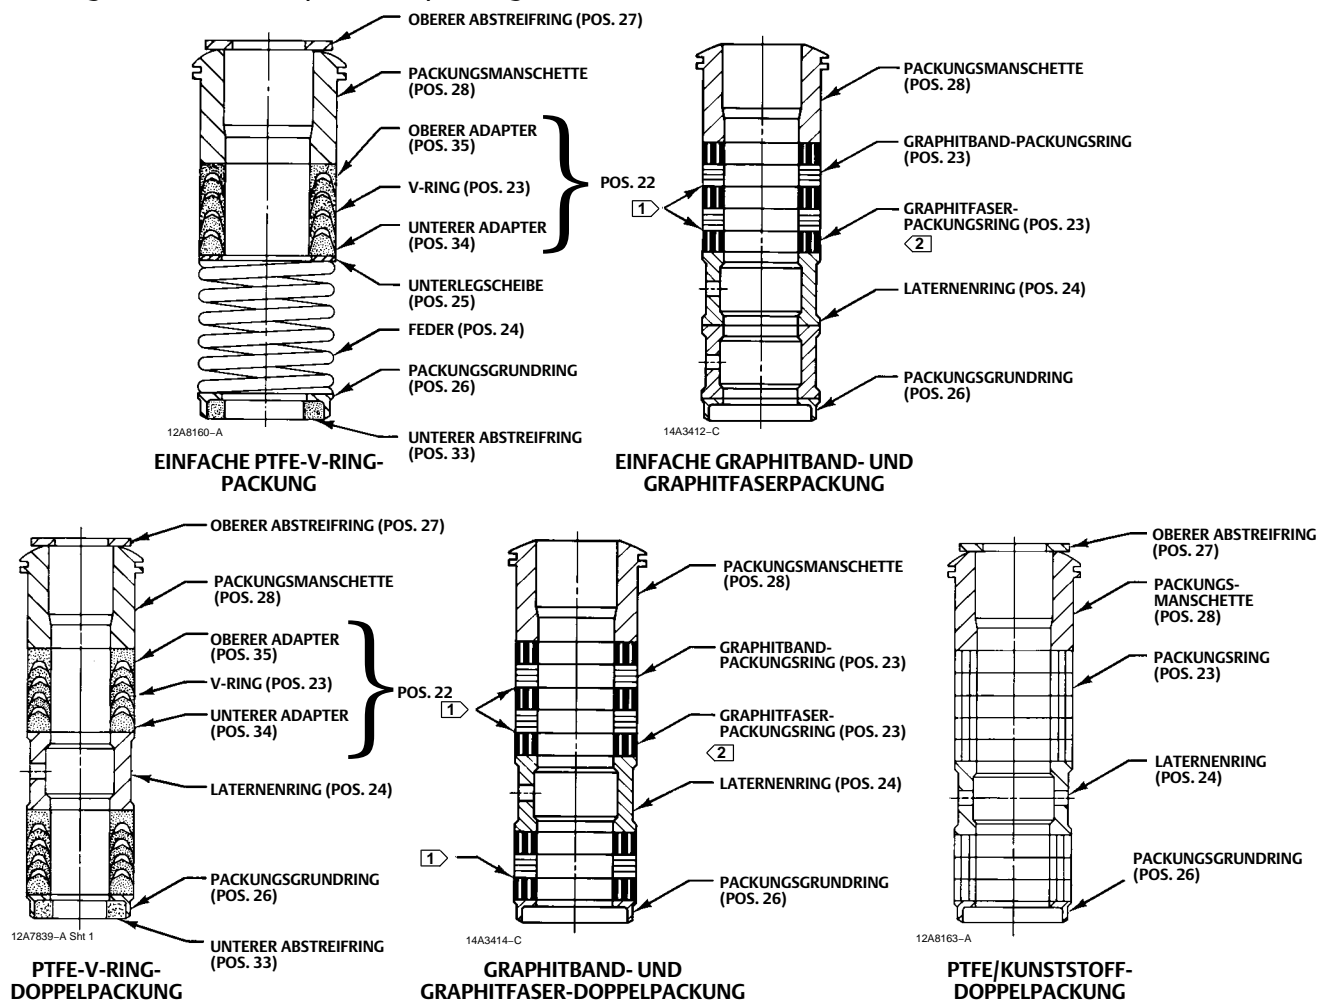 OBERER ABSTREIFRING (POS. 27)
PACKUNGSMANSCHETTE
(POS. 28)
OBERER ADAPTER
(POS. 35)
V-RING (POS. 23)
UNTERER ADAPTER
(POS. 34)
POS. 22
UNTERLEGSCHEIBE
(POS. 25)
FEDER (POS. 24)
PACKUNGSGRUNDRING
(POS. 26)
UNTERER ABSTREIFRING
(POS. 33)
12A8160-A
EINFACHE PTFE-V-RING-
PACKUNG
PACKUNGSMANSCHETTE
(POS. 28)
GRAPHITBAND-PACKUNGSRING
(POS. 23)
1
GRAPHITFASER-
PACKUNGSRING (POS. 23)
2
LATERNENRING (POS. 24)
PACKUNGSGRUNDRING
(POS. 26)
14A3412-C
EINFACHE GRAPHITBAND- UND
GRAPHITFASERPACKUNG
OBERER ABSTREIFRING (POS. 27)
PACKUNGSMANSCHETTE
(POS. 28)
OBERER ADAPTER
(POS. 35)
V-RING (POS. 23)
UNTERER ADAPTER
(POS. 34)
POS. 22
LATERNENRING (POS. 24)
PACKUNGSGRUNDRING
(POS. 26)
UNTERER ABSTREIFRING
(POS. 33)
12A7839-A Sht 1
PTFE-V-RING-
DOPPELPACKUNG
PACKUNGSMANSCHETTE
(POS. 28)
GRAPHITBAND-
PACKUNGSRING (POS. 23)
1
GRAPHITFASER-
PACKUNGSRING (POS. 23)
2
LATERNENRING (POS. 24)
1
PACKUNGSGRUNDRING
(POS. 26)
14A3414-C
GRAPHITBAND- UND
GRAPHITFASER-DOPPELPACKUNG
OBERER ABSTREIFRING
(POS. 27)
PACKUNGS-
MANSCHETTE
(POS. 28)
PACKUNGSRING
(POS. 23)
LATERNENRING
(POS. 24)
PACKUNGSGRUNDRING
(POS. 26)
12A8163-A
PTFE/KUNSTSTOFF-
DOPPELPACKUNG